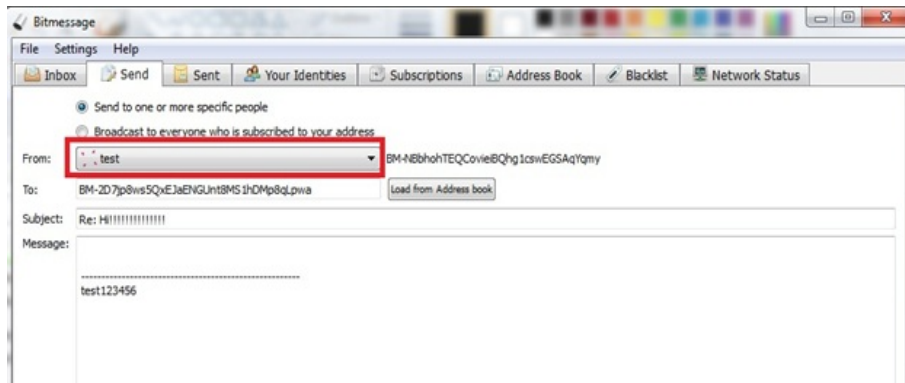 Bitmessage
File Settings Help
Inbox Send Sent Your Identities Subscriptions Address Book Blacklist Network Status
Send to one or more specific people
Broadcast to everyone who is subscribed to your address
From: test BM-NBbhohTEQCovieiBQhg1cswEGSAqYqmy
To: BM-2D7jp8ws5QxEJaENGUnt8MS1hDMp8qLpwa Load from Address book
Subject: Re: Hi!!!!!!!!!!!!!!
Message:
------------------------------------------------------
test123456